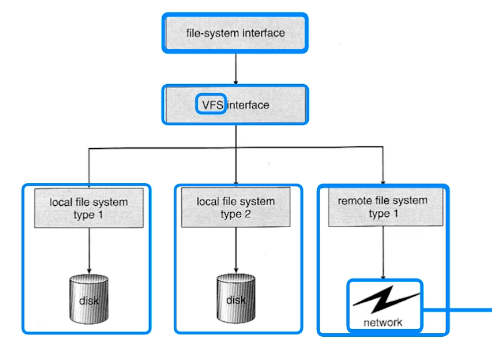 file-system interface
VFS interface
local file system
type 1
local file system
type 2
remote file system
type 1
disk
disk
network